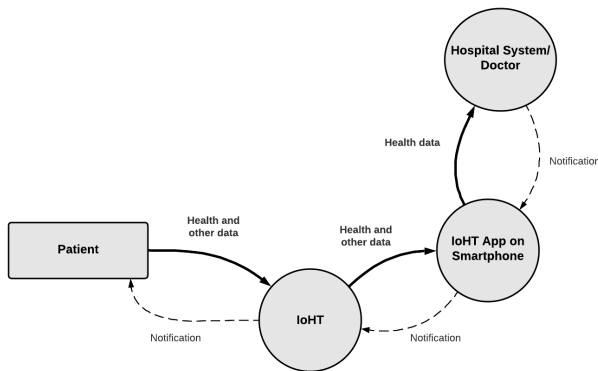 Hospital System/
Doctor
Health data
Notification
Health and
other data
Health and
other data
IoHT App on
Smartphone
Patient
IoHT
Notification
Notification